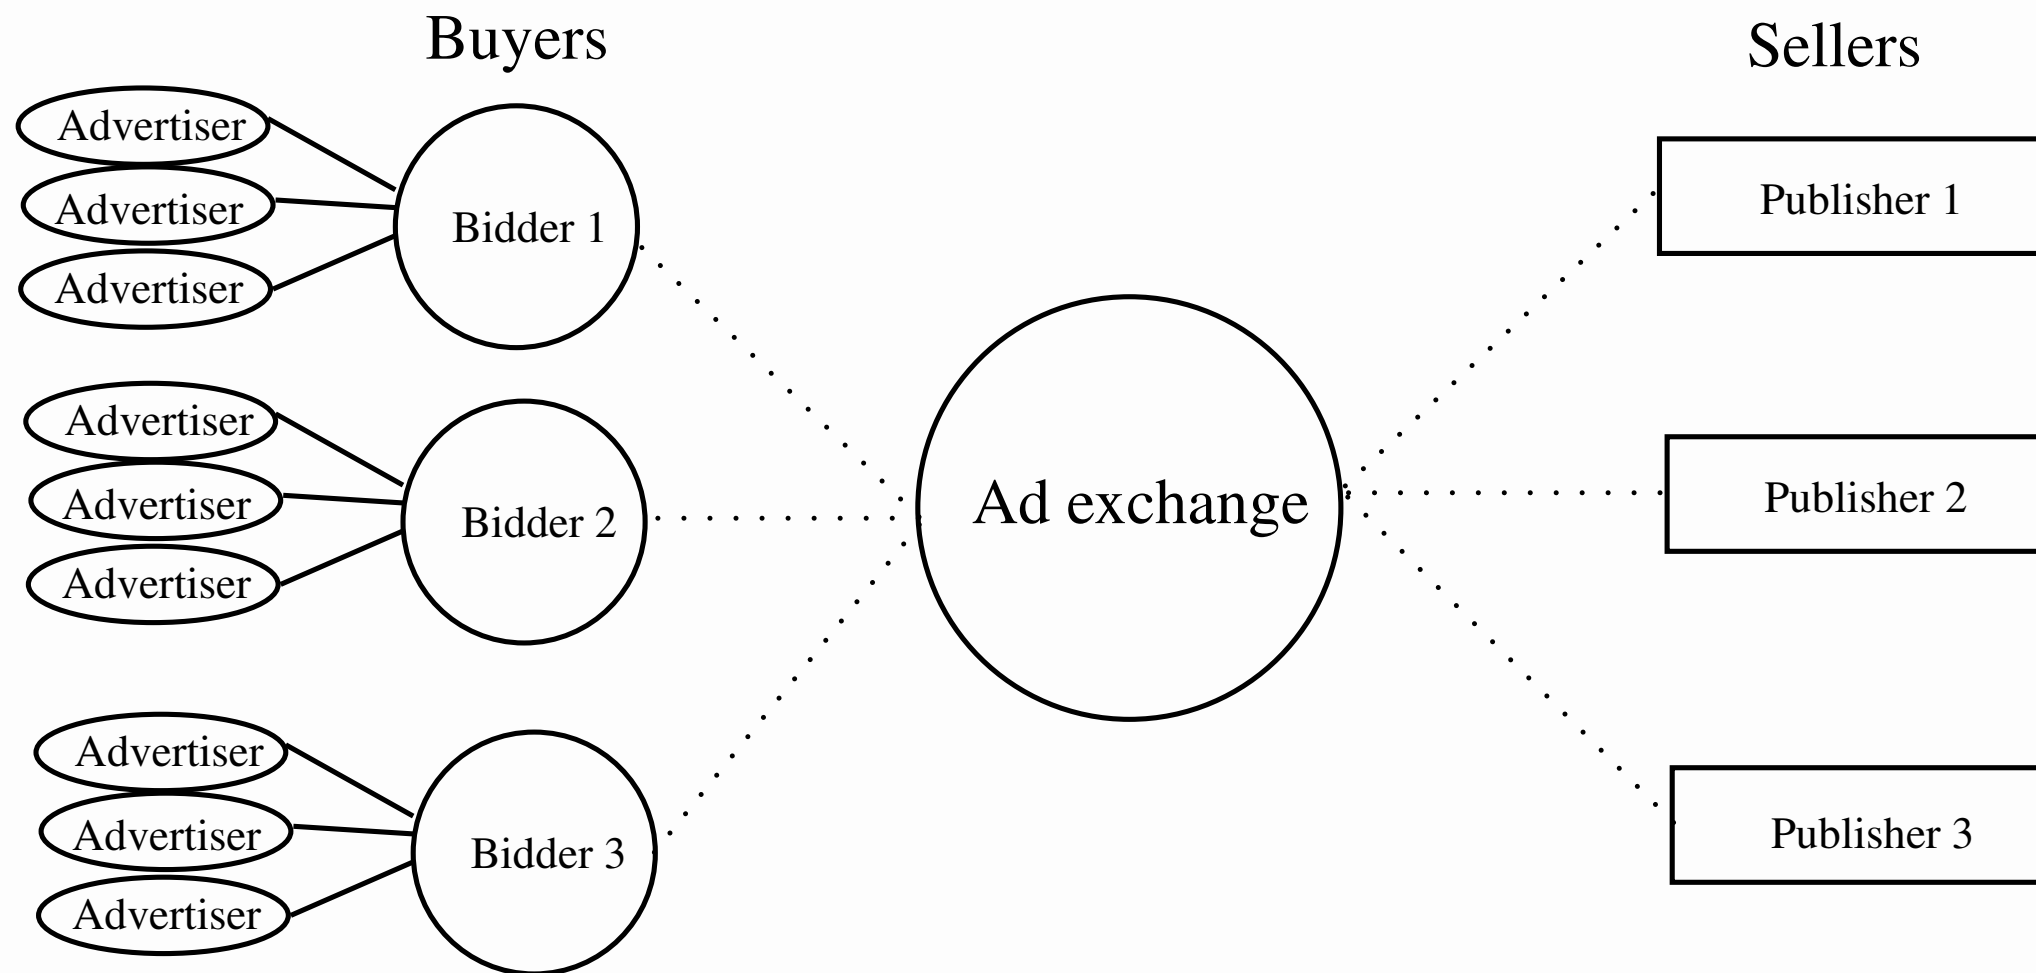 Buyers
Sellers
Advertiser
Advertiser
Advertiser
Bidder 1
Advertiser
Advertiser
Advertiser
Bidder 2
Advertiser
Advertiser
Advertiser
Bidder 3
Ad exchange
Publisher 1
Publisher 2
Publisher 3